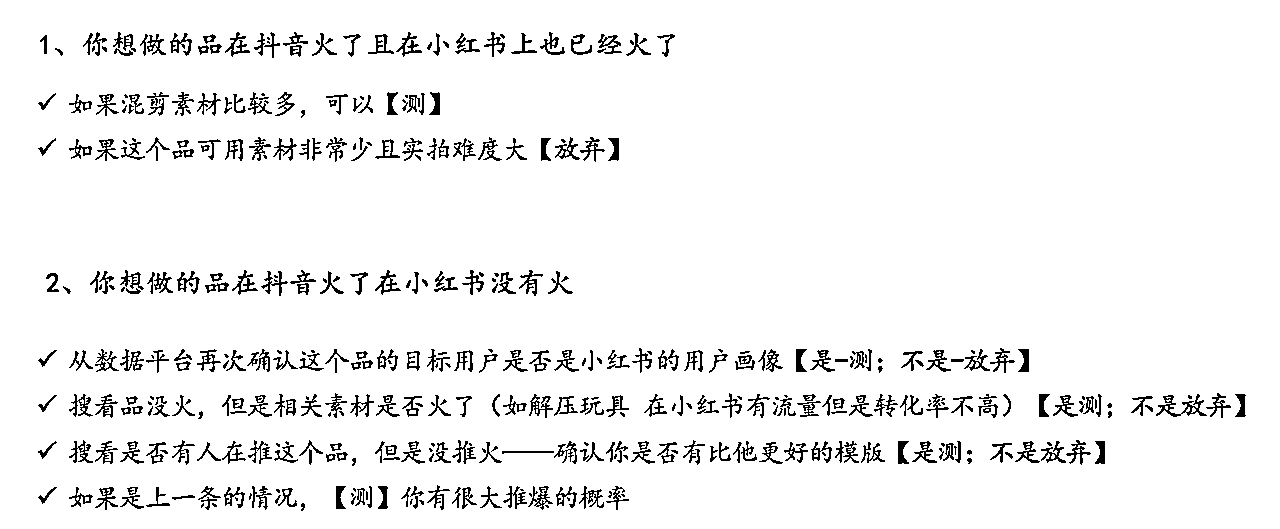 1、你想做的品在抖音火了且在小红书上也已经火了
✓ 如果混剪素材比较多，可以【测】
✓ 如果这个品可用素材非常少且实拍难度大【放弃】
2、你想做的品在抖音火了在小红书没有火
✓ 从数据平台再次确认这个品的目标用户是否是小红书的用户画像【是-测；不是-放弃】
✓ 搜看品没火，但是相关素材是否火了（如解压玩具 在小红书有流量但是转化率不高）【是测；不是放弃】
✓ 搜看是否有人在推这个品，但是没推火——确认你是否有比他更好的模版【是测；不是放弃】
✓ 如果是上一条的情况，【测】你有很大推爆的概率